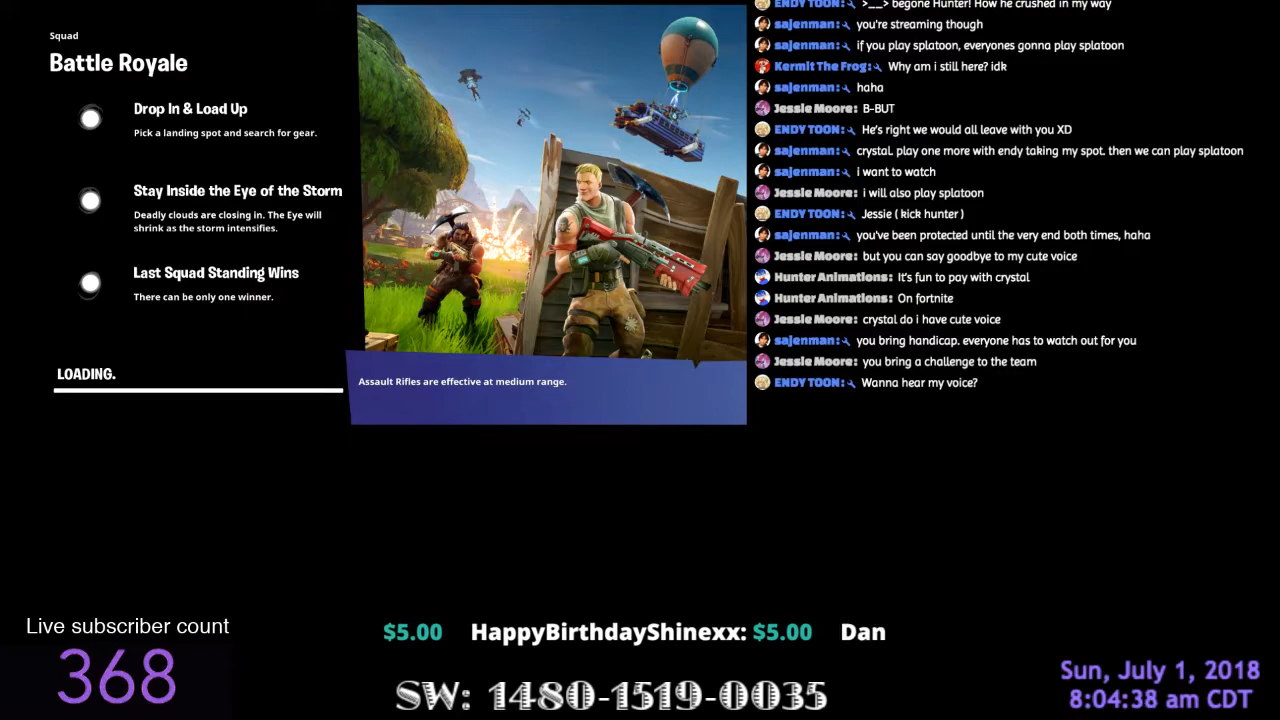 Squad
Battle Royale
Drop In & Load Up
Pick a landing spot and search for gear.
Stay Inside the Eye of the Storm
Deadly clouds are closing in. The Eye will
shrink as the storm intensifies.
Last Squad Standing Wins
There can be only one winner.
LOADING.
Assault Rifles are effective at medium range.
ENDY TOON: >__> begone Hunter! How he crushed in my way
sajenman: you're streaming though
sajenman: if you play splatoon, everyones gonna play splatoon
Kermit The Frog: Why am i still here? idk
sajenman: haha
Jessie Moore: B-BUT
ENDY TOON: He's right we would all leave with you XD
sajenman: crystal. play one more with endy taking my spot. then we can play splatoon
sajenman: i want to watch
Jessie Moore: i will also play splatoon
ENDY TOON: Jessie ( kick hunter )
sajenman: you've been protected until the very end both times, haha
Jessie Moore: but you can say goodbye to my cute voice
Hunter Animations: It's fun to pay with crystal
Hunter Animations: On fortnite
Jessie Moore: crystal do i have cute voice
sajenman: you bring handicap. everyone has to watch out for you
Jessie Moore: you bring a challenge to the team
ENDY TOON: Wanna hear my voice?
Live subscriber count
368
$5.00 HappyBirthdayShinexx: $5.00 Dan
SW: 1480-1519-0035
Sun, July 1, 2018
8:04:38 am CDT